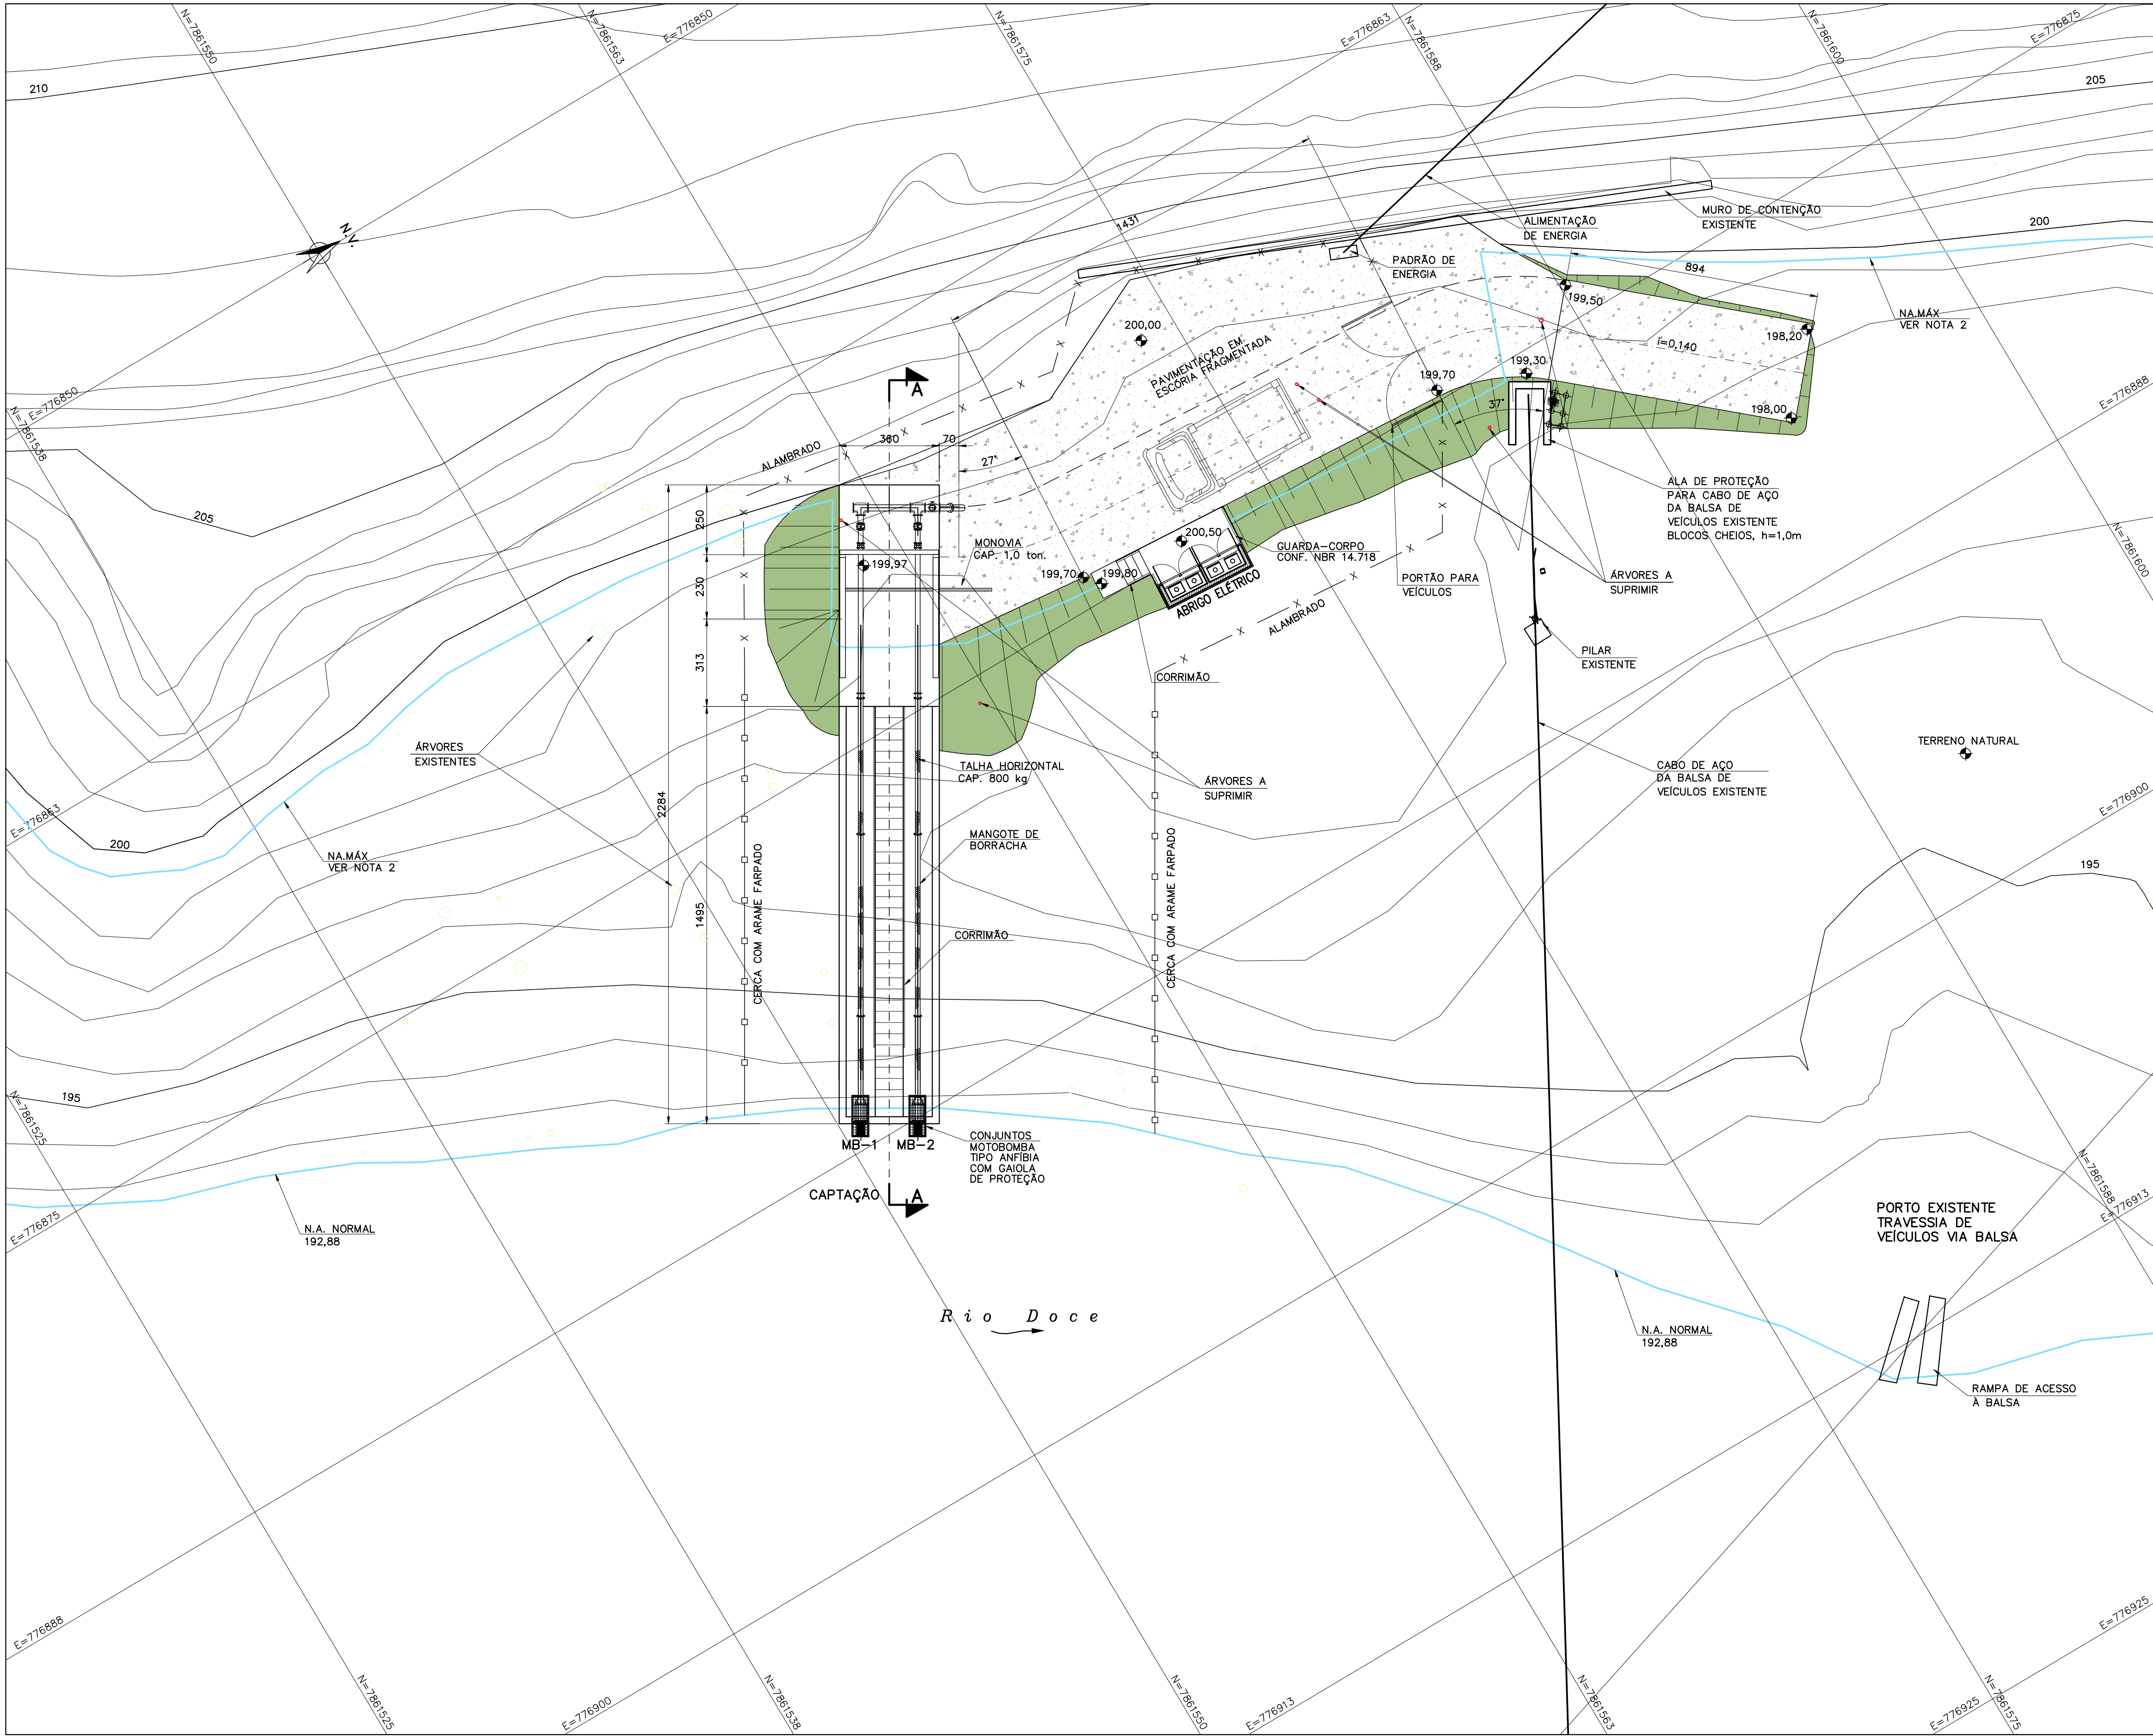 N=7861550
N=7861563
E=776850
N=7861575
E=776863
N=7861588
N=7861600
E=776875
210
205
N.V.
1431
ALIMENTAÇÃO
DE ENERGIA
MURO DE CONTENÇÃO
EXISTENTE
200
PADRÃO DE
ENERGIA
894
199,50
NA.MÁX
VER NOTA 2
200,00
198,20
i=0,140
PAVIMENTAÇÃO EM
ESCÓRIA FRAGMENTADA
199,30
199,70
A
37°
198,00
E=776850
N=7861538
E=776888
360
70
ALAMBRADO
27°
205
250
ALA DE PROTEÇÃO
PARA CABO DE AÇO
DA BALSA DE
VEÍCULOS EXISTENTE
BLOCOS CHEIOS, h=1,0m
N=7861600
MONOVIA
CAP. 1,0 ton.
200,50
GUARDA-CORPO
CONF. NBR 14.718
199,97
199,70
199,80
230
PORTÃO PARA
VEÍCULOS
ÁRVORES A
SUPRIMIR
ABRIGO ELÉTRICO
ALAMBRADO
313
PILAR
EXISTENTE
CORRIMÃO
ÁRVORES
EXISTENTES
TERRENO NATURAL
TALHA HORIZONTAL
CAP. 800 kg
ÁRVORES A
SUPRIMIR
CABO DE AÇO
DA BALSA DE
VEÍCULOS EXISTENTE
2284
E=776863
E=776900
200
NA.MÁX
VER NOTA 2
MANGOTE DE
BORRACHA
CERCA COM ARAME FARPADO
CERCA COM ARAME FARPADO
195
1495
CORRIMÃO
195
N=7861525
MB-1
MB-2
CONJUNTOS
MOTOBOMBA
TIPO ANFÍBIA
COM GAIOLA
DE PROTEÇÃO
N=7861588
CAPTAÇÃO
A
E=776875
N.A. NORMAL
192,88
PORTO EXISTENTE
TRAVESSIA DE
VEÍCULOS VIA BALSA
E=776913
Rio Doce
N.A. NORMAL
192,88
RAMPA DE ACESSO
À BALSA
E=776888
E=776925
N=7861525
E=776900
N=7861538
N=7861550
E=776913
N=7861563
E=776925
N=7861575